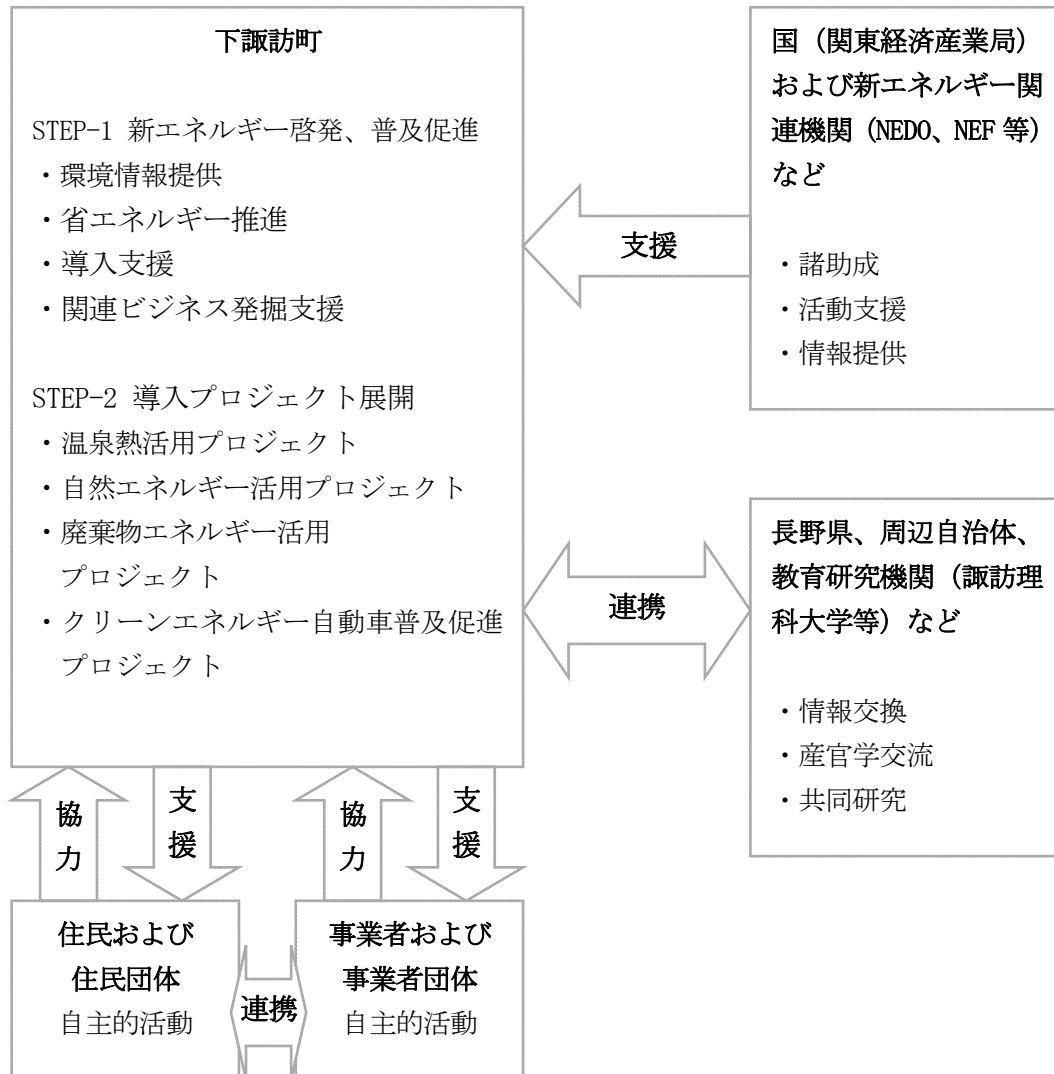 下諏訪町
STEP-1 新エネルギー啓発、普及促進
・環境情報提供
・省エネルギー推進
・導入支援
・関連ビジネス発掘支援
STEP-2 導入プロジェクト展開
・温泉熱活用プロジェクト
・自然エネルギー活用プロジェクト
・廃棄物エネルギー活用
プロジェクト
・クリーンエネルギー自動車普及促進
プロジェクト
支援
国（関東経済産業局）
および新エネルギー関
連機関（NEDO、NEF 等）
など
・諸助成
・活動支援
・情報提供
連携
長野県、周辺自治体、
教育研究機関（諏訪理
科大学等）など
・情報交換
・産官学交流
・共同研究
協力
支援
協力
支援
住民および
住民団体
自主的活動
連携
事業者および
事業者団体
自主的活動